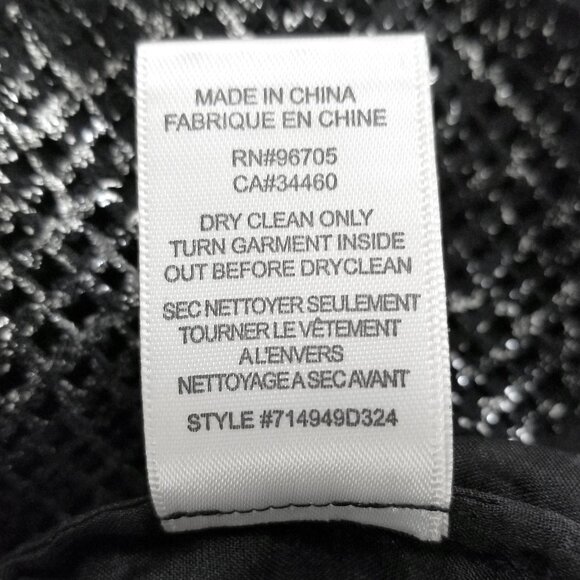 MADE IN CHINA
FABRIQUE EN CHINE
RN#96705
CA#34460
DRY CLEAN ONLY
TURN GARMENT INSIDE
OUT BEFORE DRYCLEAN
SEC NETTOYER SEULEMENT
TOURNER LE VÊTEMENT
A L'ENVERS
NETTOYAGE A SEC AVANT
STYLE #714949D324